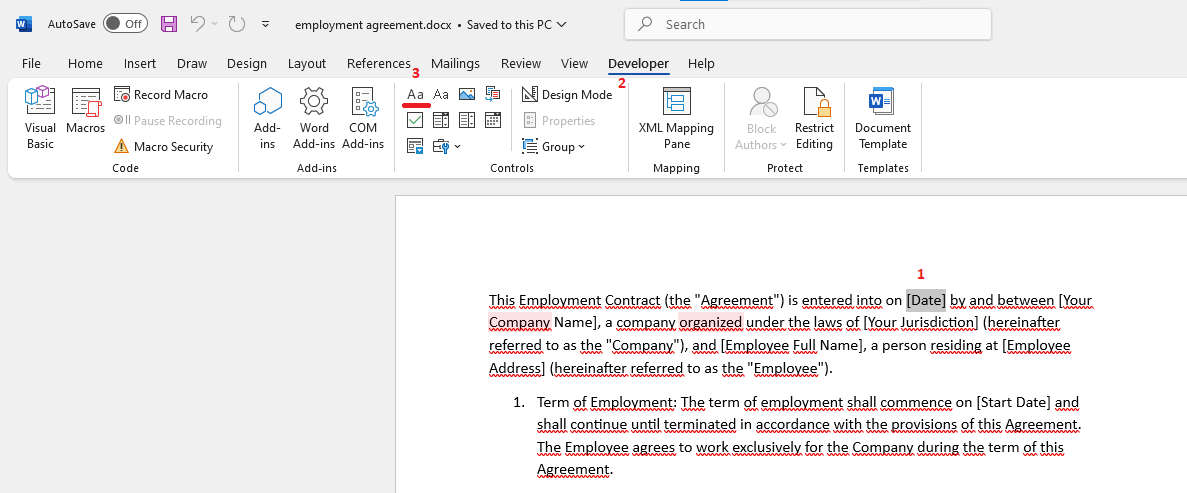 AutoSave Off employment agreement.docx • Saved to this PC Search
File Home Insert Draw Design Layout References Mailings Review View Developer Help
3
2
Visual Basic
Macros
Record Macro
Pause Recording
Macro Security
Code
Add-ins
Word Add-ins
COM Add-ins
Add-ins
Aa Aa
Design Mode
Properties
Group
Controls
XML Mapping Pane
Mapping
Block Authors
Restrict Editing
Protect
Document Template
Templates
1
This Employment Contract (the "Agreement") is entered into on [Date] by and between [Your
Company Name], a company organized under the laws of [Your Jurisdiction] (hereinafter
referred to as the "Company"), and [Employee Full Name], a person residing at [Employee
Address] (hereinafter referred to as the "Employee").
1. Term of Employment: The term of employment shall commence on [Start Date] and
shall continue until terminated in accordance with the provisions of this Agreement.
The Employee agrees to work exclusively for the Company during the term of this
Agreement.